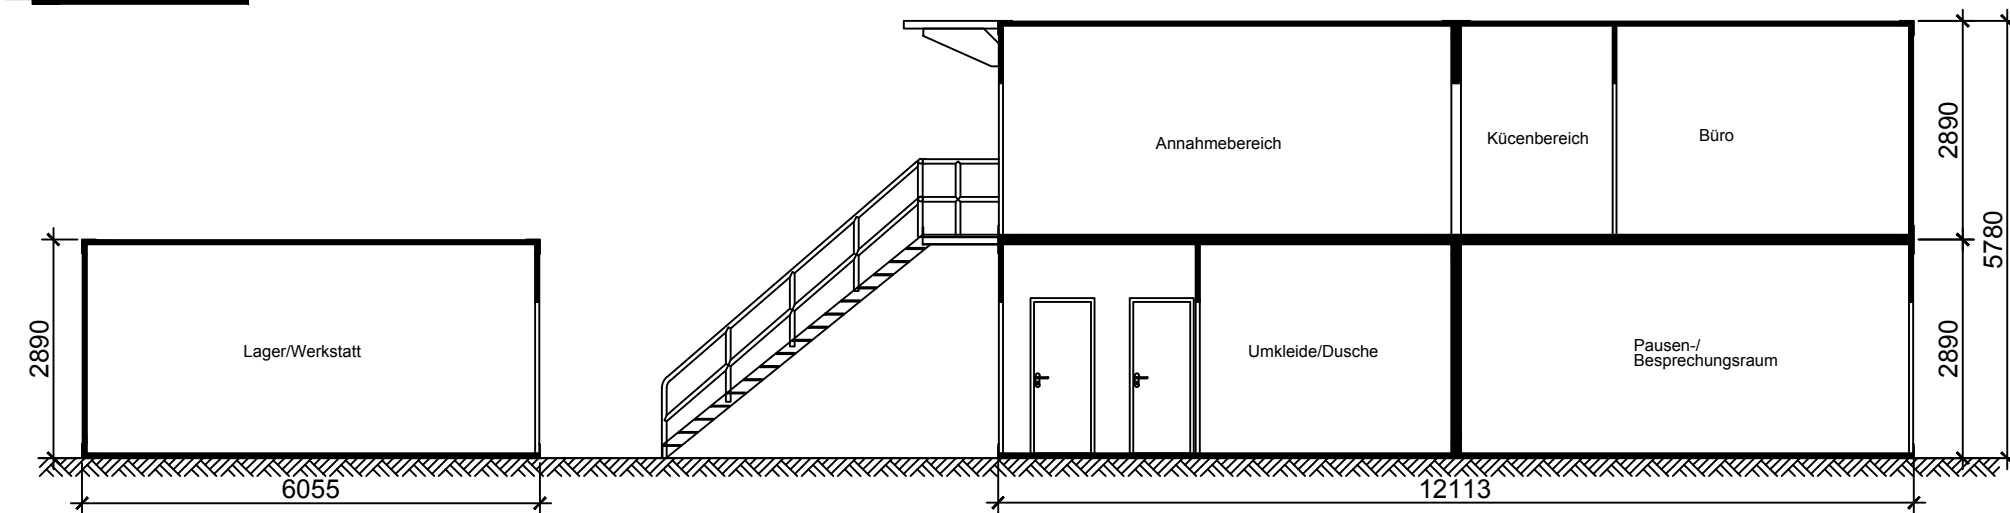 Annahmebereich
Kücenbereich
Büro
2890
5780
2890
Lager/Werkstatt
Umkleide/Dusche
Pausen-/
Besprechungsraum
2890
6055
12113